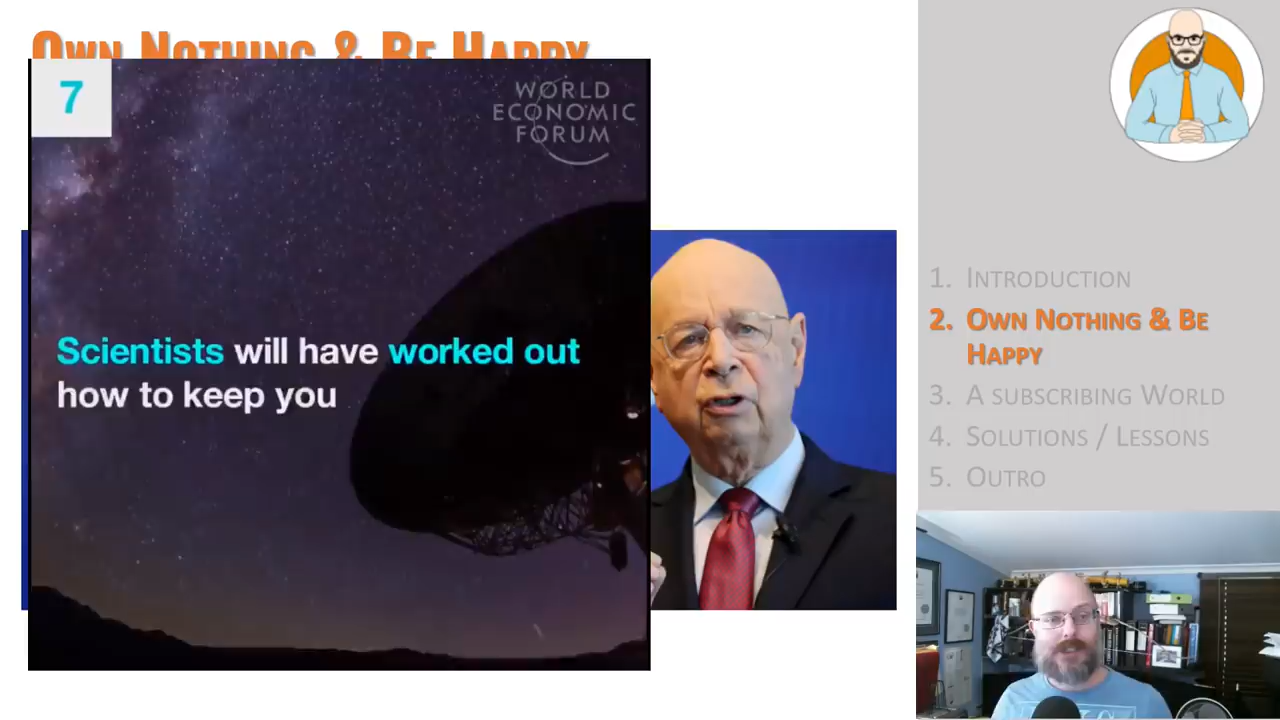 OWN NOTHING & BE HAPPY
7
WORLD
ECONOMIC
FORUM
Scientists will have worked out
how to keep you
1. INTRODUCTION
2. OWN NOTHING & BE
HAPPY
3. A SUBSCRIBING WORLD
4. SOLUTIONS / LESSONS
5. OUTRO